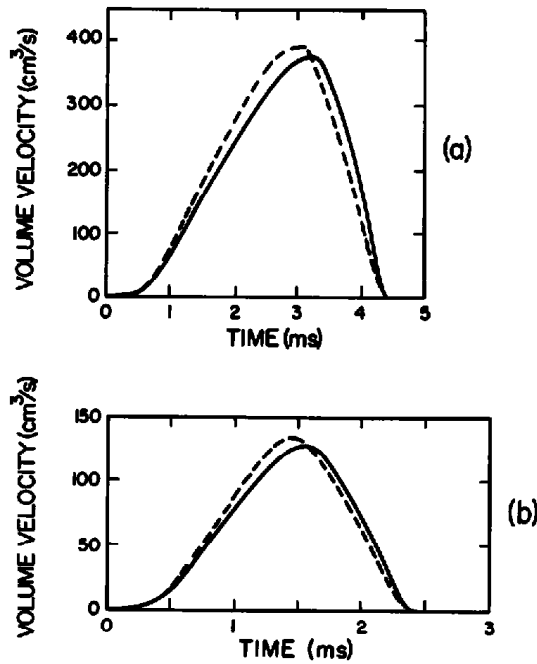 VOLUME VELOCITY (cm³/s)
400
300
200
100
0
0 1 2 3 4 5
TIME (ms)
(a)
VOLUME VELOCITY (cm³/s)
150
100
50
0
0 1 2 3
TIME (ms)
(b)